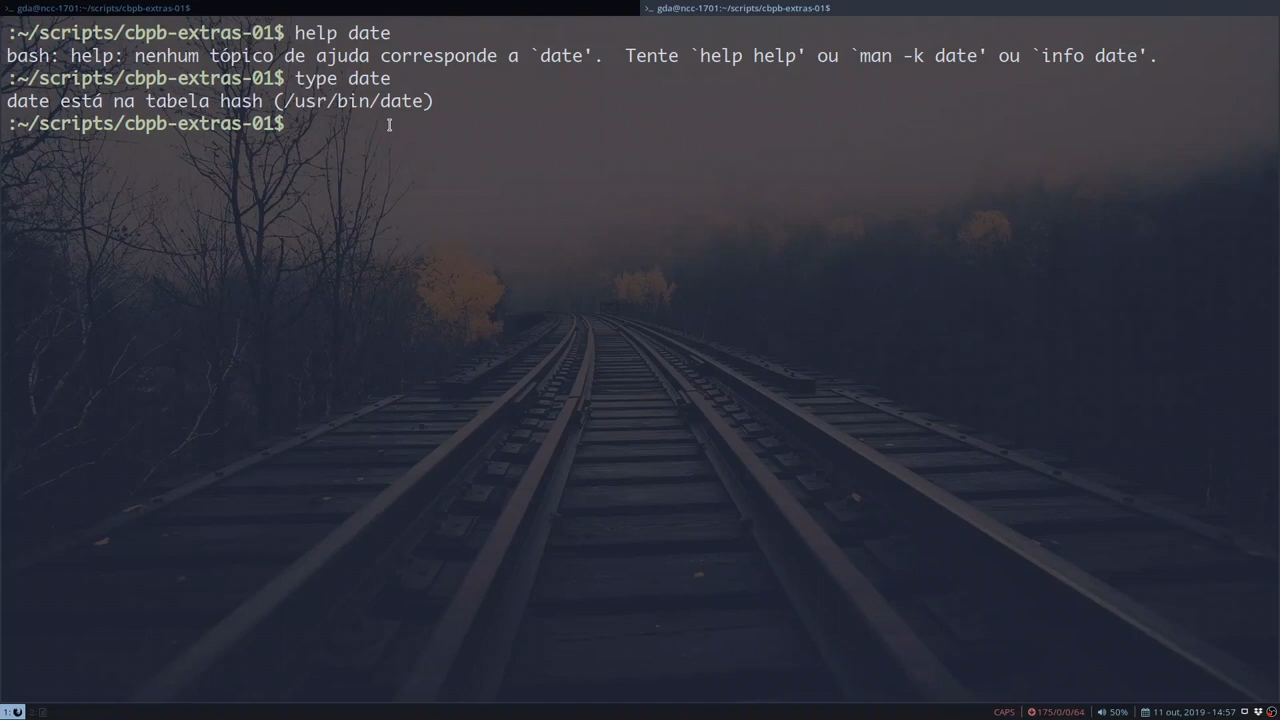 gda@ncc-1701:~/scripts/cbpb-extras-01$
gda@ncc-1701:~/scripts/cbpb-extras-01$
:~/scripts/cbpb-extras-01$ help date
bash: help: nenhum tópico de ajuda corresponde a `date'.  Tente `help help' ou `man -k date' ou `info date'.
:~/scripts/cbpb-extras-01$ type date
date está na tabela hash (/usr/bin/date)
:~/scripts/cbpb-extras-01$
1: 2: CAPS 175/0/0/64 50% 11 out, 2019 - 14:57